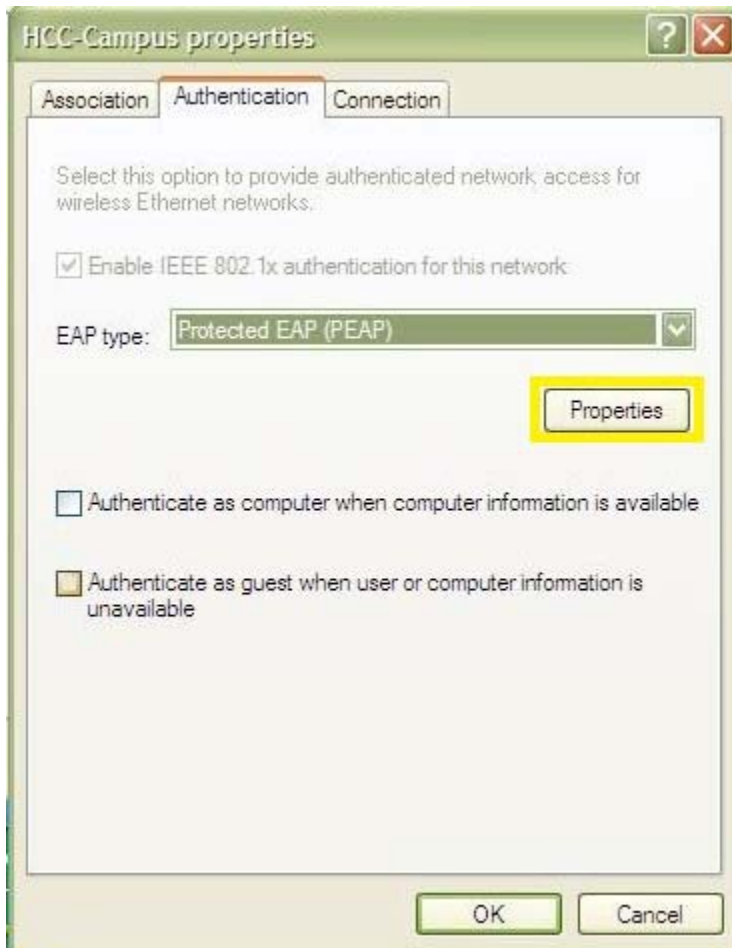 HCC-Campus properties
Association Authentication Connection
Select this option to provide authenticated network access for
wireless Ethernet networks.
Enable IEEE 802.1x authentication for this network
EAP type: Protected EAP (PEAP)
Properties
Authenticate as computer when computer information is available
Authenticate as guest when user or computer information is
unavailable
OK Cancel